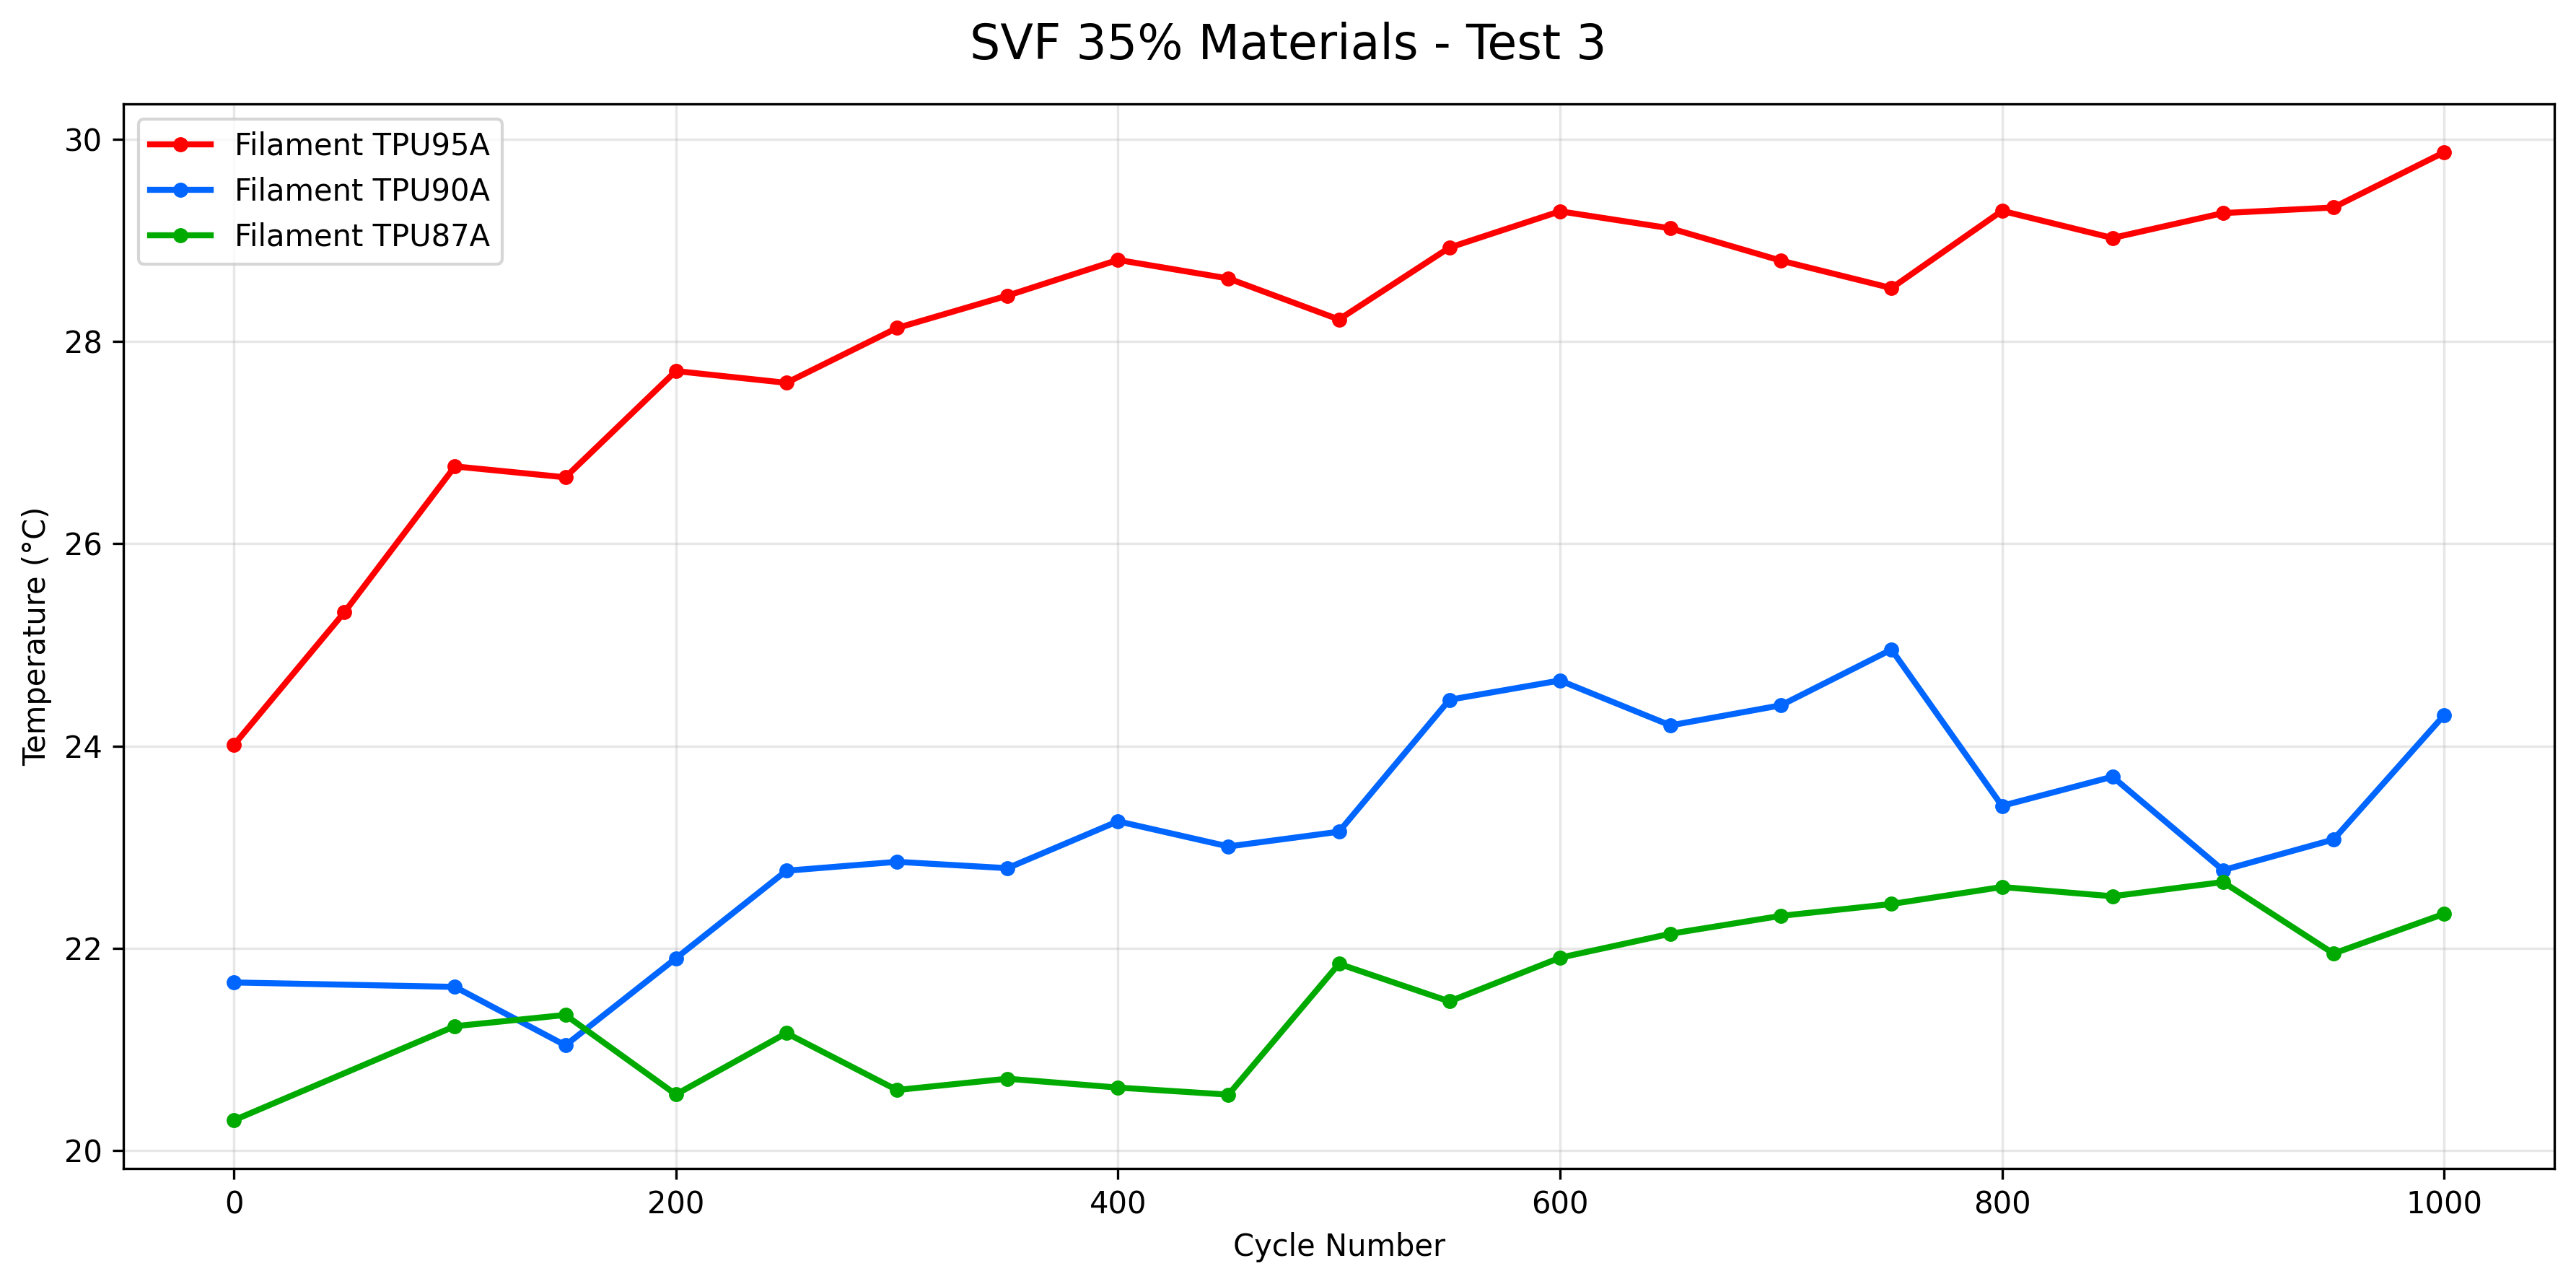 SVF 35% Materials - Test 3
Filament TPU95A
Filament TPU90A
Filament TPU87A
30
28
26
24
22
20
Temperature (°C)
0 200 400 600 800 1000
Cycle Number